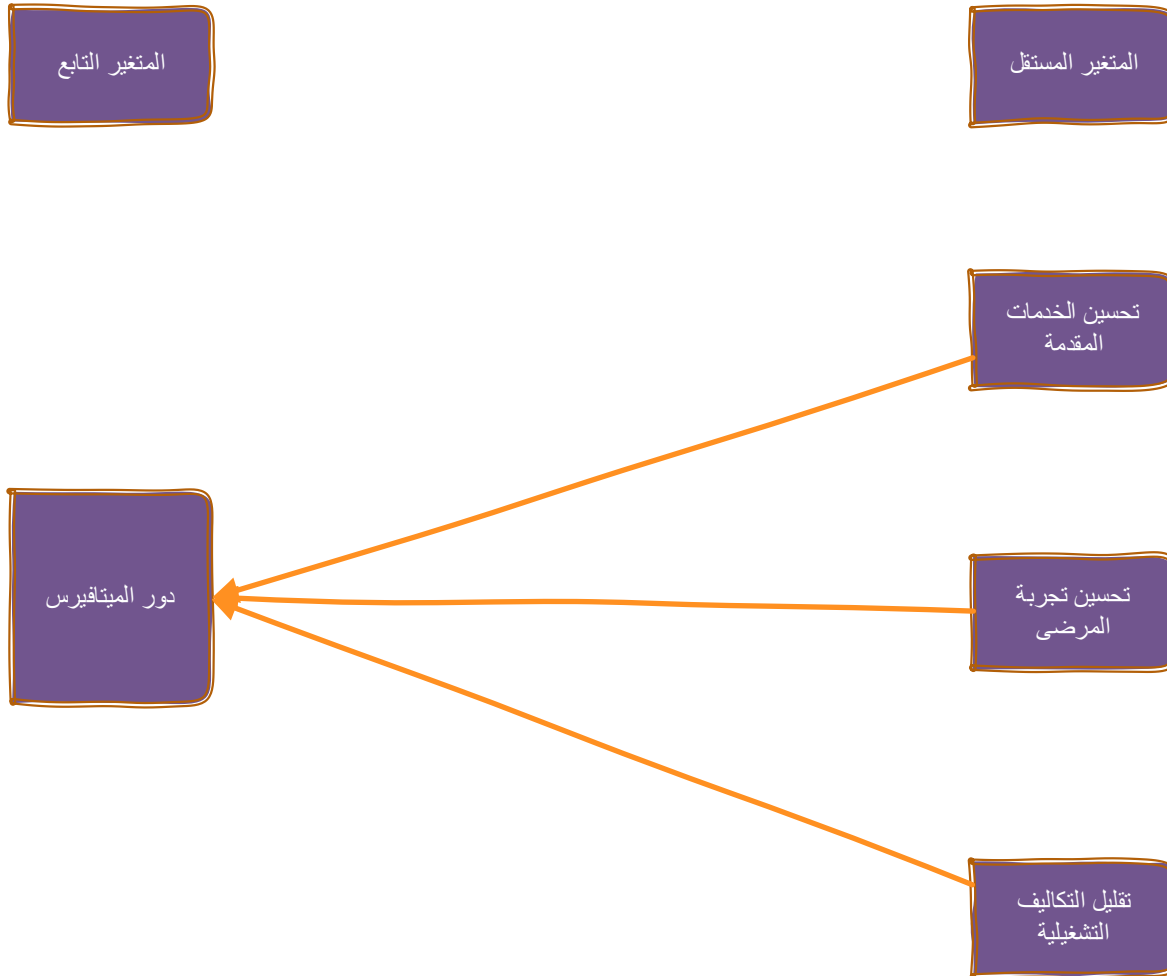 المتغير المستقل
المتغير التابع
تحسين الخدمات
المقدمة
تحسين تجربة
المرضى
دور الميتافيرس
تقليل التكاليف
التشغيلية